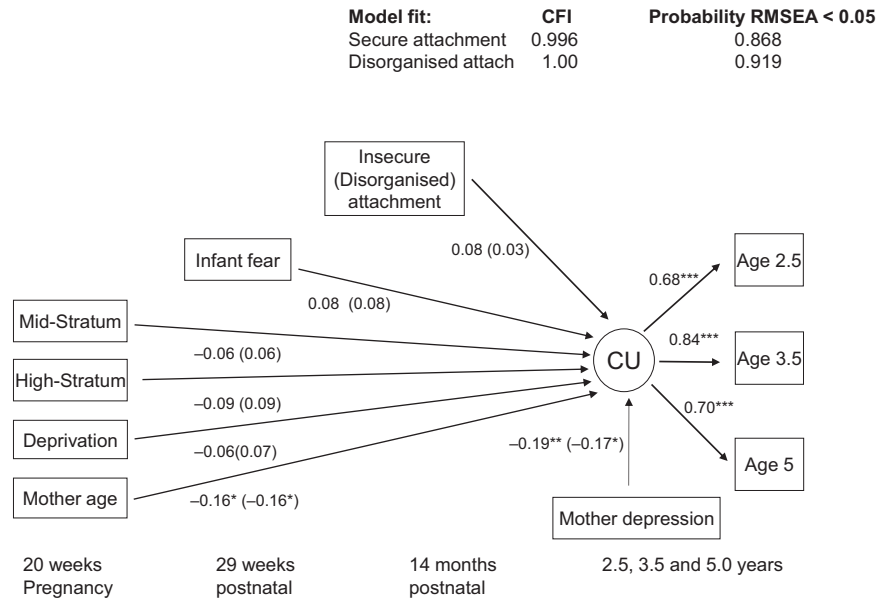 Model fit: CFI Probability RMSEA < 0.05
Secure attachment 0.996 0.868
Disorganised attach 1.00 0.919
Insecure
(Disorganised)
attachment
0.08 (0.03)
Infant fear
0.08 (0.08)
Mid-Stratum
–0.06 (0.06)
High-Stratum
–0.09 (0.09)
Deprivation
–0.06(0.07)
Mother age
–0.16* (–0.16*)
CU
0.68***
Age 2.5
0.84***
Age 3.5
0.70***
Age 5
–0.19** (–0.17*)
Mother depression
20 weeks
Pregnancy
29 weeks
postnatal
14 months
postnatal
2.5, 3.5 and 5.0 years